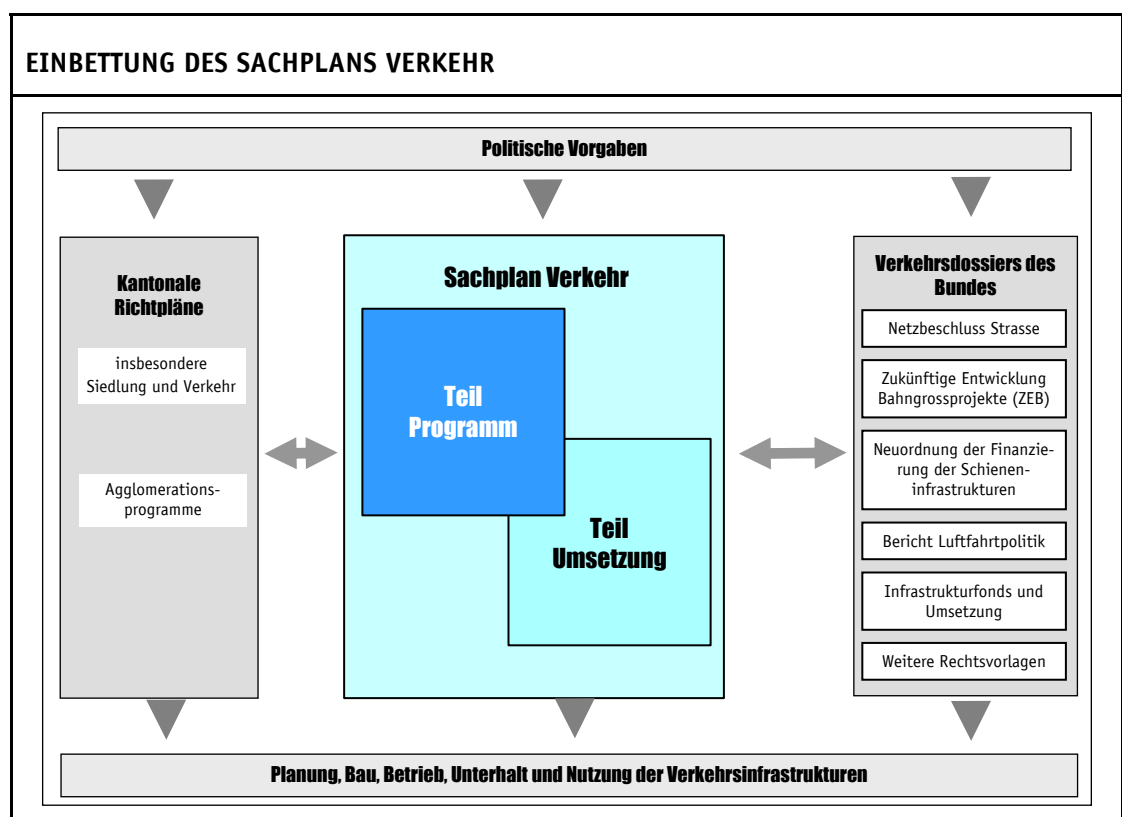 EINBETTUNG DES SACHPLANS VERKEHR
Politische Vorgaben
Kantonale
Richtpläne
insbesondere
Siedlung und Verkehr
Agglomerations-
programme
Sachplan Verkehr
Teil
Programm
Teil
Umsetzung
Verkehrsdossiers des
Bundes
Netzbeschluss Strasse
Zukünftige Entwicklung
Bahngrossprojekte (ZEB)
Neuordnung der Finanzie-
rung der Schienen-
infrastrukturen
Bericht Luftfahrtpolitik
Infrastrukturfonds und
Umsetzung
Weitere Rechtsvorlagen
Planung, Bau, Betrieb, Unterhalt und Nutzung der Verkehrsinfrastrukturen